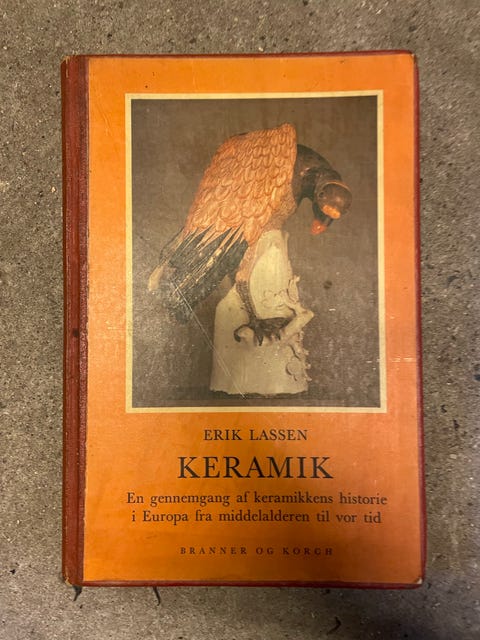 ERIK LASSEN
KERAMIK
En gennemgang af keramikkens historie
i Europa fra middelalderen til vor tid
BRANNER OG KORCH